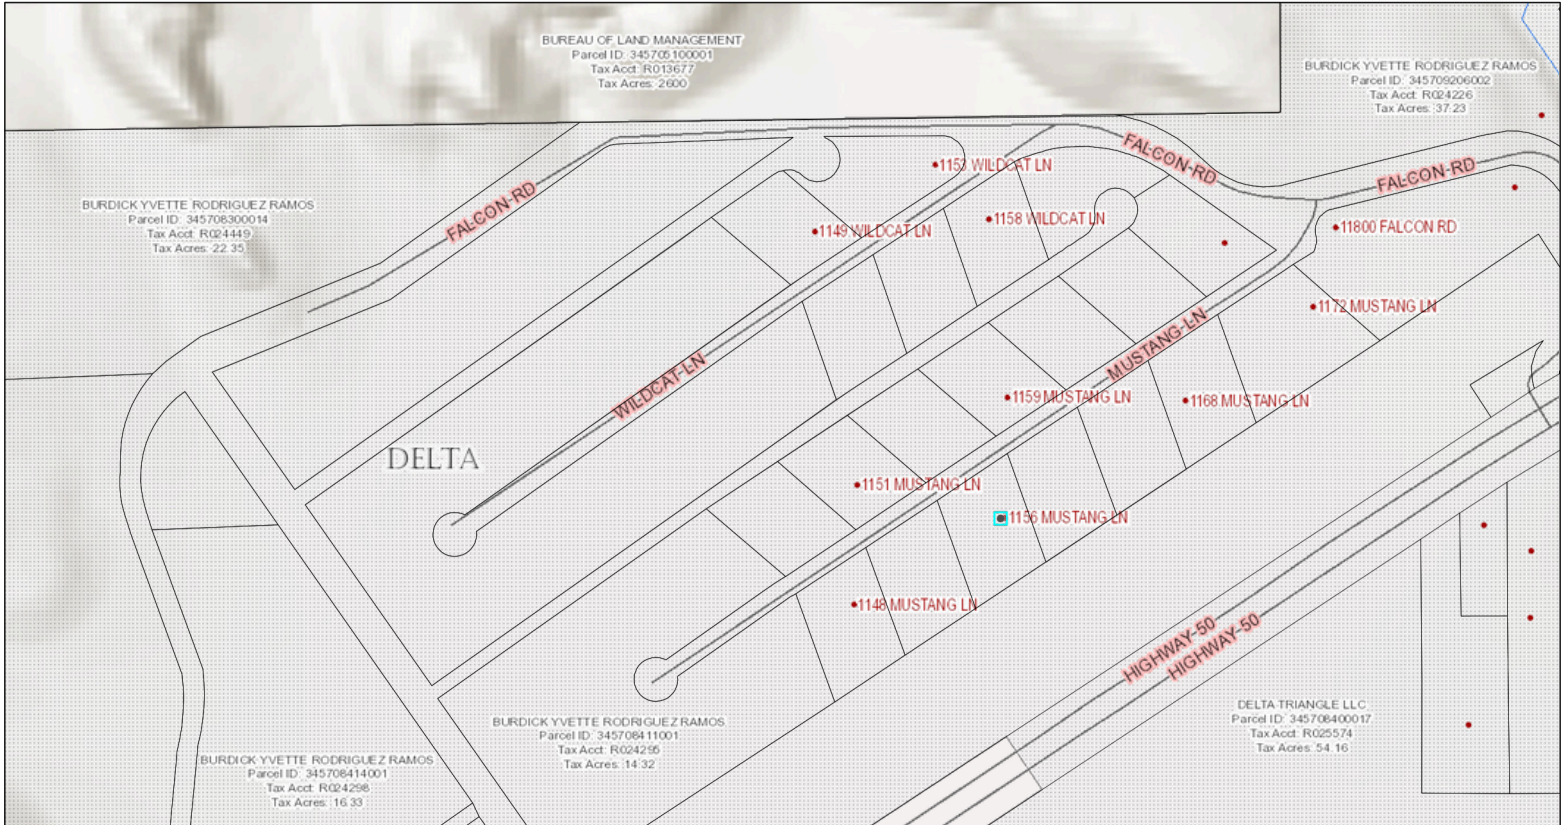 BUREAU OF LAND MANAGEMENT
Parcel ID: 345705100001
Tax Acct: R013677
Tax Acres: 2600
BURDICK YVETTE RODRIGUEZ RAMOS
Parcel ID: 345709206002
Tax Acct: R024226
Tax Acres: 37.23
FALCON-RD
FALCON-RD
1153 WILDCAT LN
BURDICK YVETTE RODRIGUEZ RAMOS
Parcel ID: 345708300014
Tax Acct: R024449
Tax Acres: 22.35
FALCON-RD
1149 WILDCAT LN
1158 WILDCAT LN
11800 FALCON RD
1172 MUSTANG LN
MUSTANG-LN
WILDCAT-LN
1159 MUSTANG LN
1168 MUSTANG LN
DELTA
1151 MUSTANG LN
1156 MUSTANG LN
1148 MUSTANG LN
HIGHWAY-50
HIGHWAY-50
BURDICK YVETTE RODRIGUEZ RAMOS
Parcel ID: 345708411001
Tax Acct: R024295
Tax Acres: 14.32
DELTA TRIANGLE LLC
Parcel ID: 345708400017
Tax Acct: R025574
Tax Acres: 54.16
BURDICK YVETTE RODRIGUEZ RAMOS
Parcel ID: 345708414001
Tax Acct: R024298
Tax Acres: 16.33